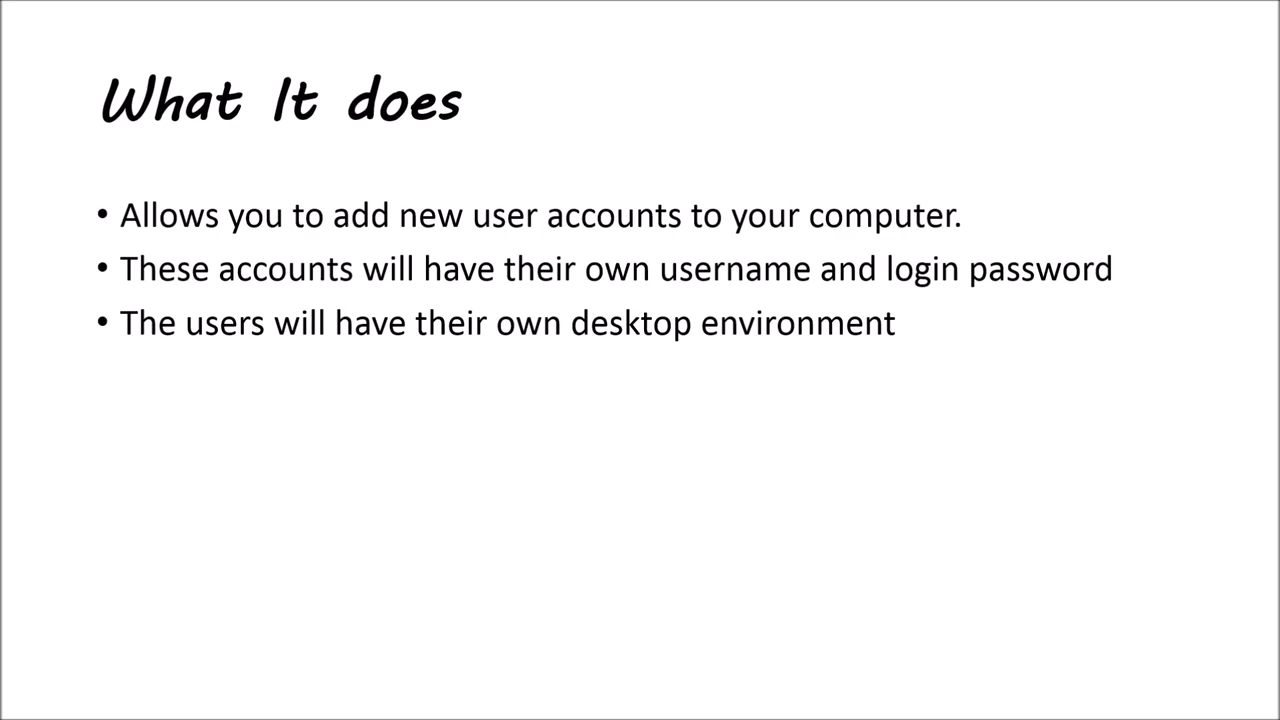 What It does
• Allows you to add new user accounts to your computer.
• These accounts will have their own username and login password
• The users will have their own desktop environment